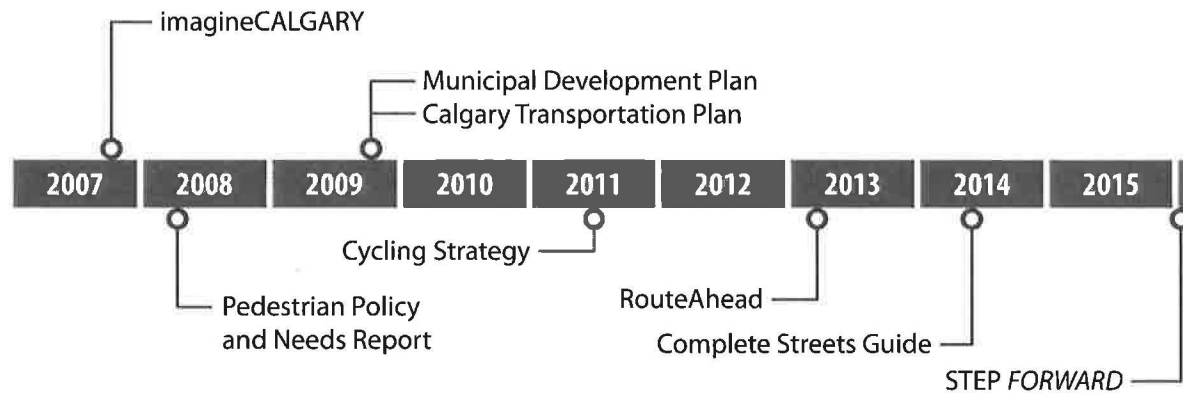 imagineCALGARY
Municipal Development Plan
Calgary Transportation Plan
2007 2008 2009 2010 2011 2012 2013 2014 2015
Cycling Strategy
Pedestrian Policy
and Needs Report
RouteAhead
Complete Streets Guide
STEP FORWARD